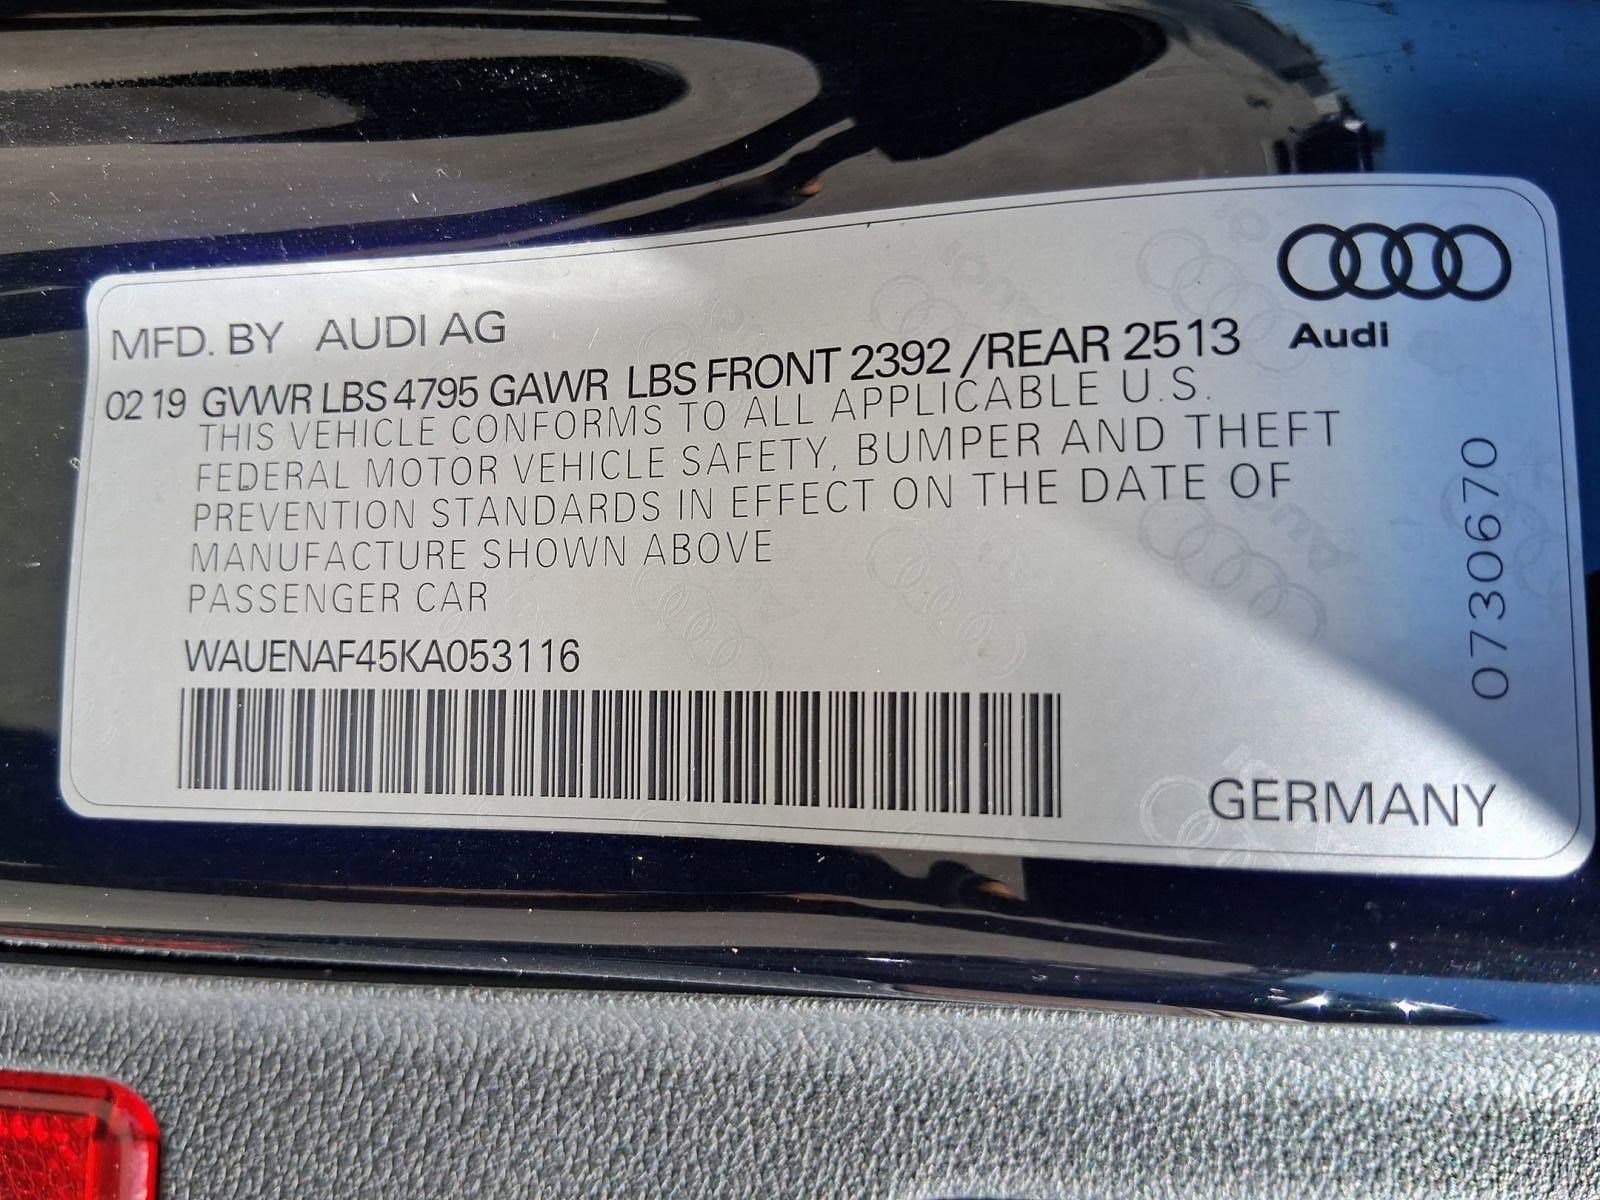 MFD. BY AUDI AG
02 19 GVWR LBS 4795 GAWR LBS FRONT 2392 /REAR 2513
Audi
THIS VEHICLE CONFORMS TO ALL APPLICABLE U.S.
FEDERAL MOTOR VEHICLE SAFETY, BUMPER AND THEFT
PREVENTION STANDARDS IN EFFECT ON THE DATE OF
MANUFACTURE SHOWN ABOVE
PASSENGER CAR
WAUENAF45KA053116
0730670
GERMANY